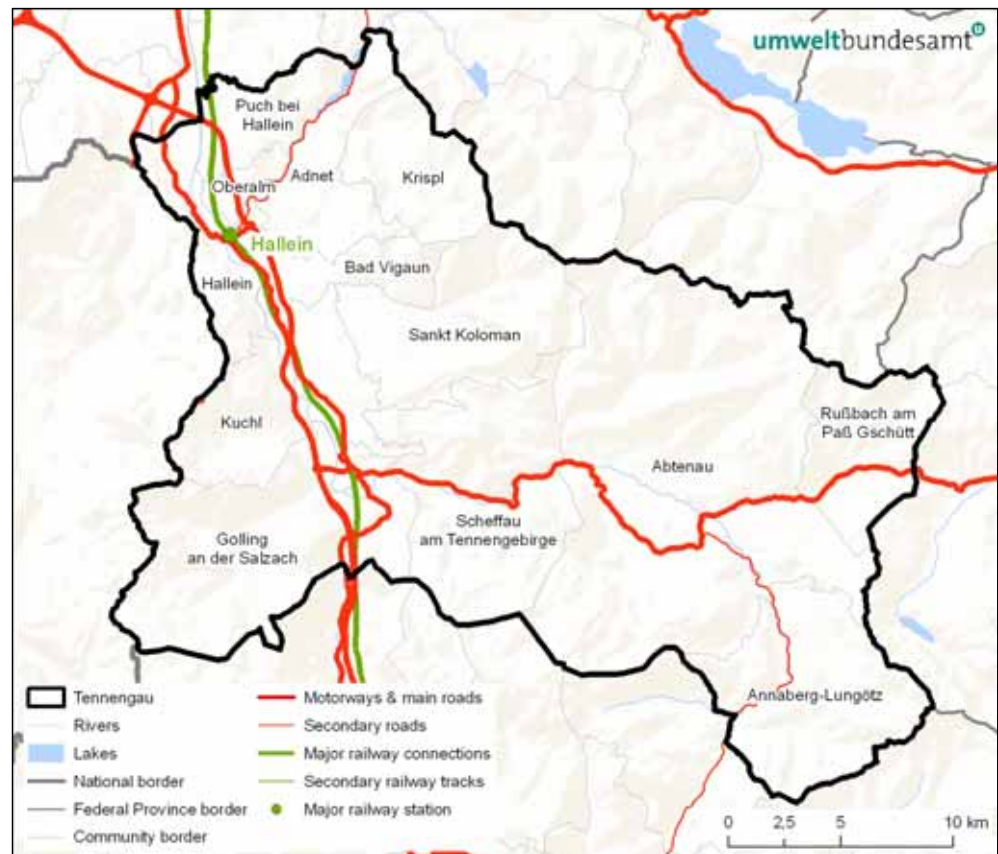 umweltbundesamt
Puch bei
Hallein
Oberalm
Adnet
Krispl
Hallein
Hallein
Bad Vigaun
Sankt Koloman
Kuchl
Rußbach am
Paß Gschütt
Abtenau
Golling
an der Salzach
Scheffau
am Tennengebirge
Annaberg-Lungötz
Tennengau
Rivers
Lakes
National border
Federal Province border
Community border
Motorways & main roads
Secondary roads
Major railway connections
Secondary railway tracks
Major railway station
0 2,5 5 10 km